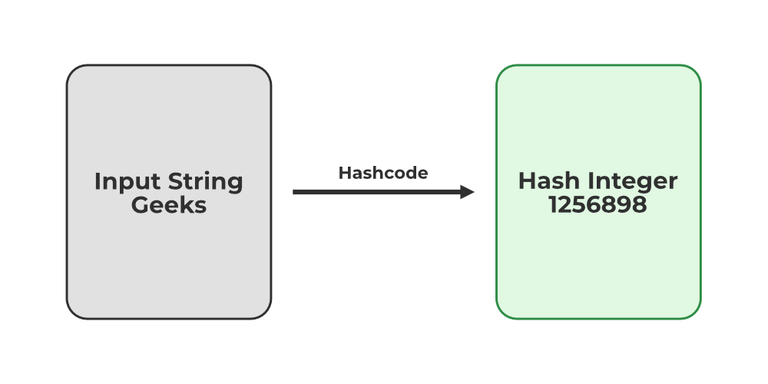 Input String
Geeks
Hashcode
Hash Integer
1256898